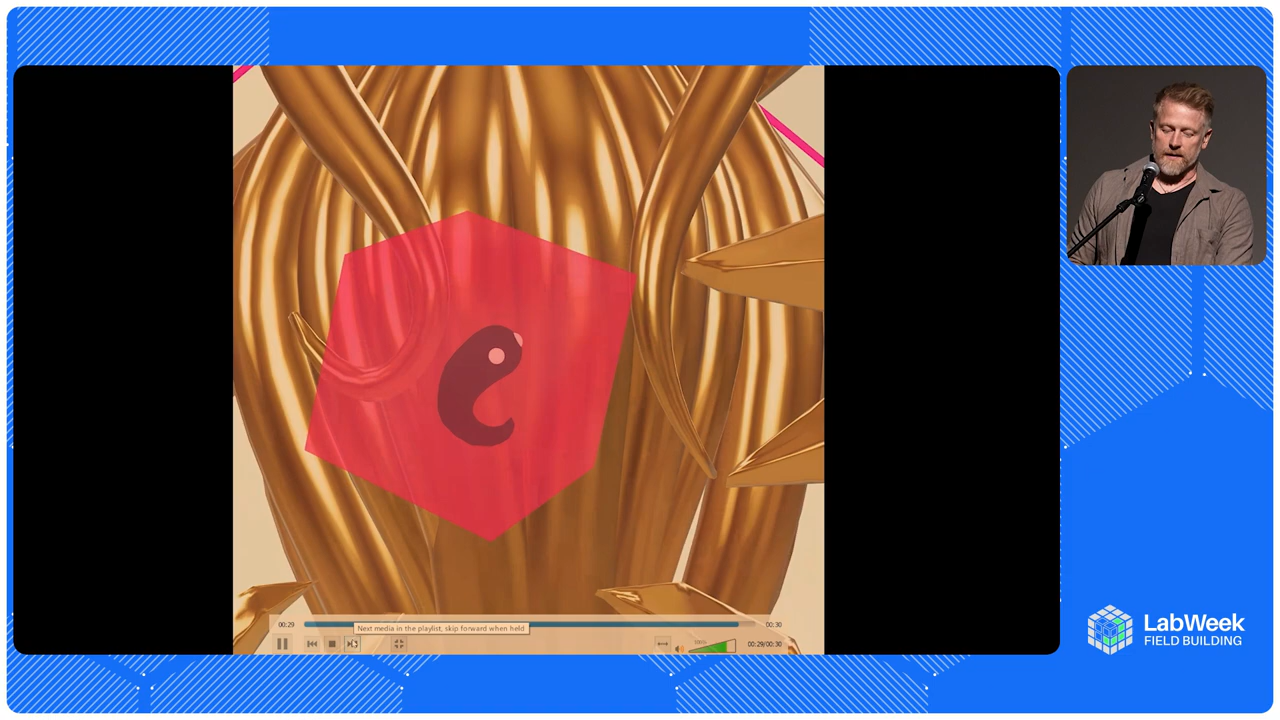 00:29
00:30
Next media in the playlist, skip forward when held
100%
00:29/00:30
LabWeek
FIELD BUILDING